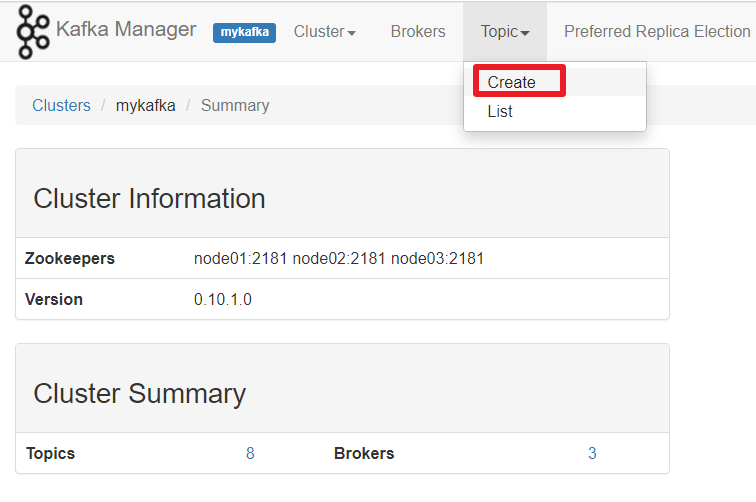 Kafka Manager mykafka Cluster Brokers Topic Preferred Replica Election
Create
List
Clusters / mykafka / Summary
Cluster Information
Zookeepers node01:2181 node02:2181 node03:2181
Version 0.10.1.0
Cluster Summary
Topics 8 Brokers 3